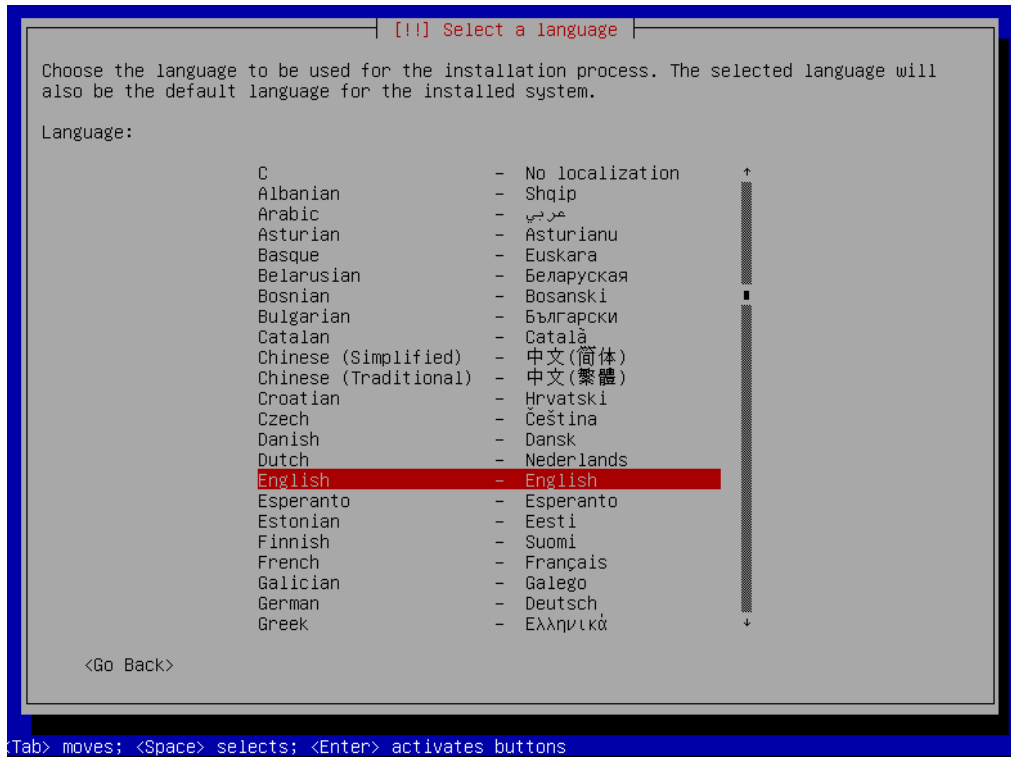 [!!] Select a language
Choose the language to be used for the installation process. The selected language will
also be the default language for the installed system.
Language:
C - No localization
Albanian - Shqip
Arabic - عربي
Asturian - Asturianu
Basque - Euskara
Belarusian - Беларуская
Bosnian - Bosanski
Bulgarian - Български
Catalan - Català
Chinese (Simplified) - 中文(简体)
Chinese (Traditional) - 中文(繁體)
Croatian - Hrvatski
Czech - Čeština
Danish - Dansk
Dutch - Nederlands
English - English
Esperanto - Esperanto
Estonian - Eesti
Finnish - Suomi
French - Français
Galician - Galego
German - Deutsch
Greek - Ελληνικά
<Go Back>
<Tab> moves; <Space> selects; <Enter> activates buttons